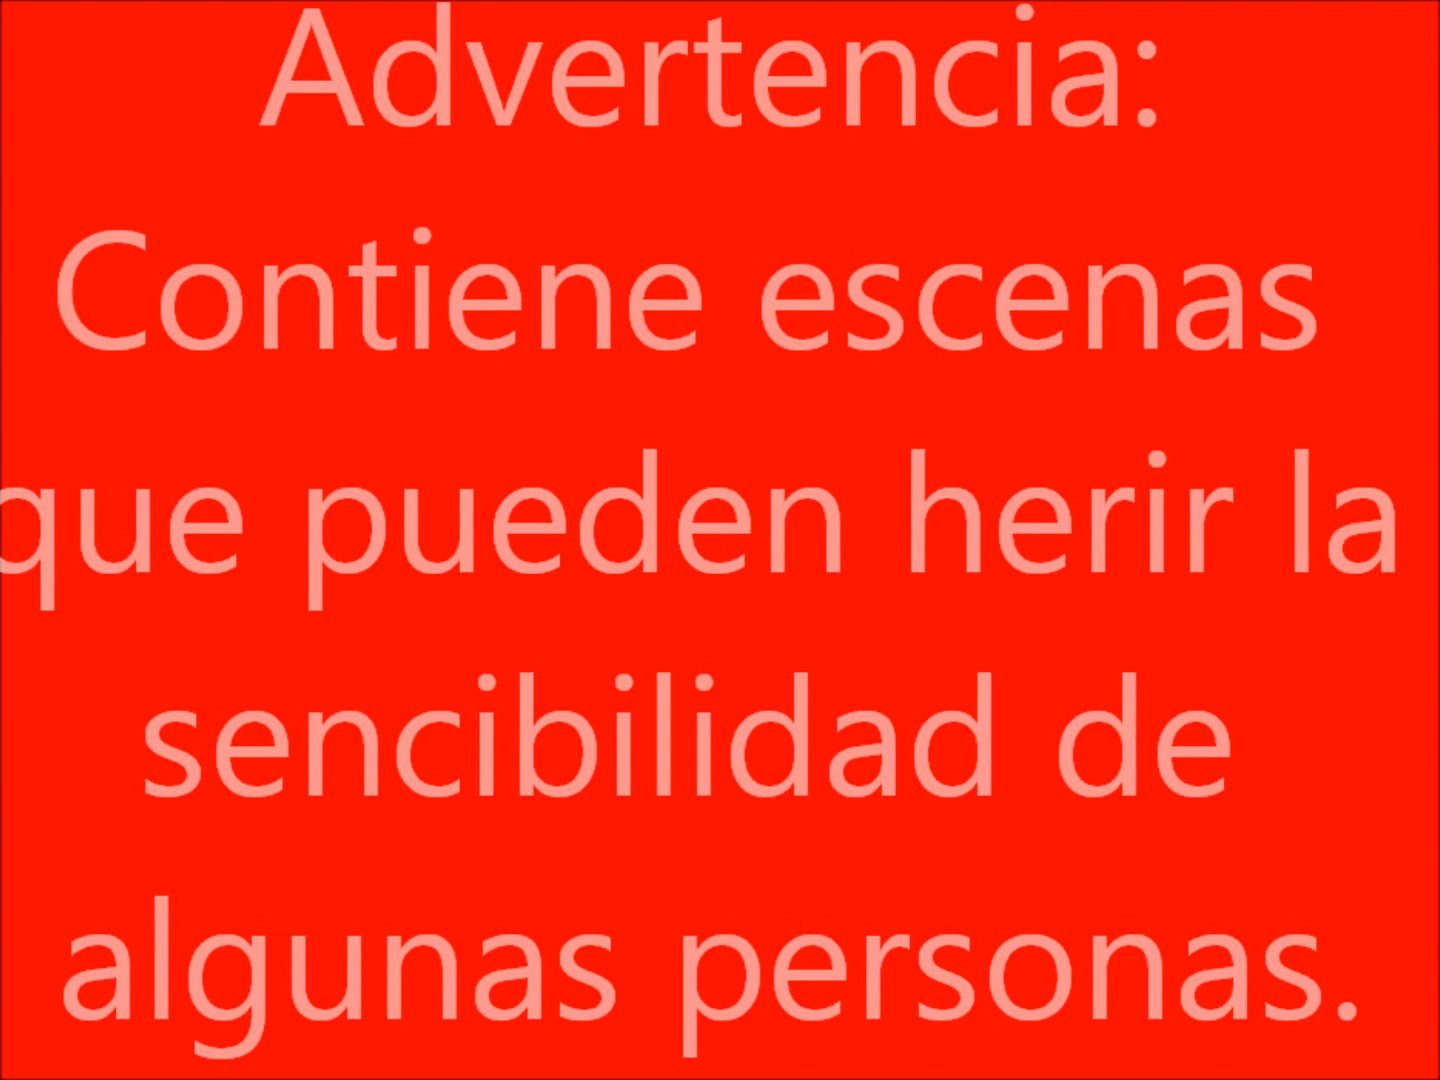 Advertencia:
Contiene escenas
que pueden herir la
sencibilidad de
algunas personas.